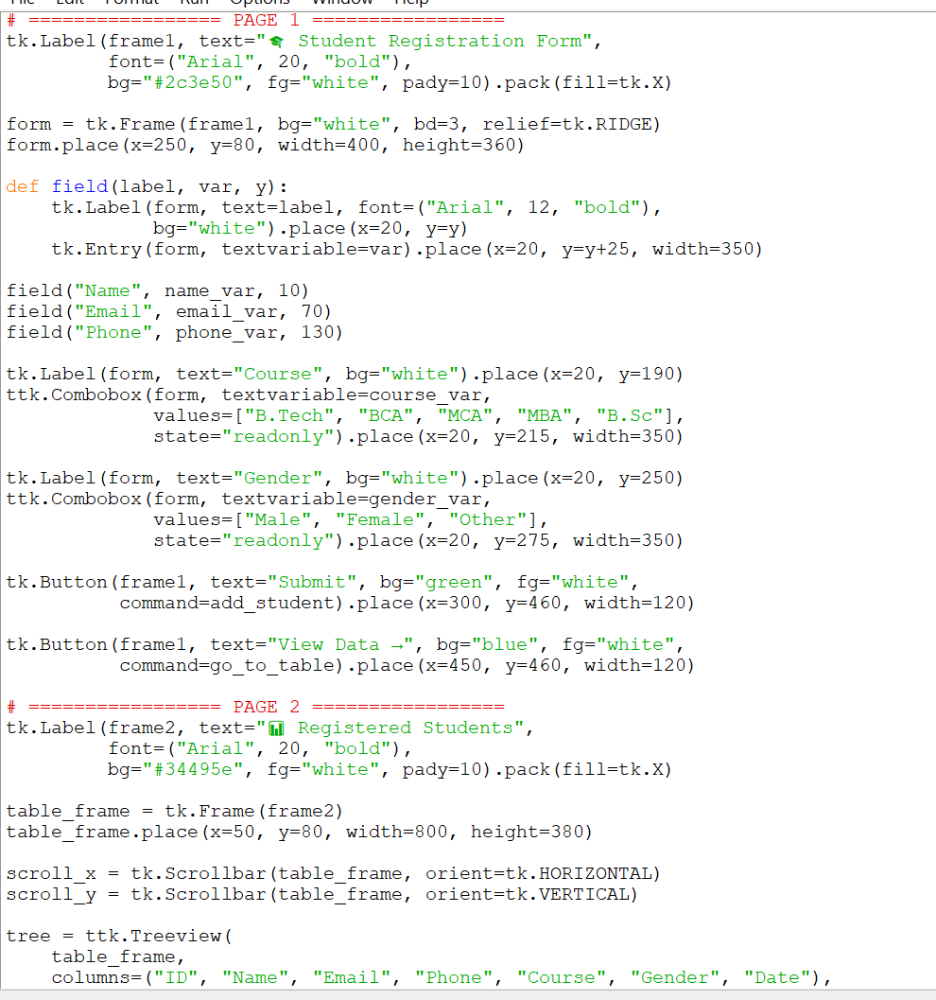 File Edit Format Run Options Window Help
# ================= PAGE 1 =================
tk.Label(frame1, text="🎓 Student Registration Form",
         font=("Arial", 20, "bold"),
         bg="#2c3e50", fg="white", pady=10).pack(fill=tk.X)

form = tk.Frame(frame1, bg="white", bd=3, relief=tk.RIDGE)
form.place(x=250, y=80, width=400, height=360)

def field(label, var, y):
    tk.Label(form, text=label, font=("Arial", 12, "bold"),
             bg="white").place(x=20, y=y)
    tk.Entry(form, textvariable=var).place(x=20, y=y+25, width=350)

field("Name", name_var, 10)
field("Email", email_var, 70)
field("Phone", phone_var, 130)

tk.Label(form, text="Course", bg="white").place(x=20, y=190)
ttk.Combobox(form, textvariable=course_var,
             values=["B.Tech", "BCA", "MCA", "MBA", "B.Sc"],
             state="readonly").place(x=20, y=215, width=350)

tk.Label(form, text="Gender", bg="white").place(x=20, y=250)
ttk.Combobox(form, textvariable=gender_var,
             values=["Male", "Female", "Other"],
             state="readonly").place(x=20, y=275, width=350)

tk.Button(frame1, text="Submit", bg="green", fg="white",
          command=add_student).place(x=300, y=460, width=120)

tk.Button(frame1, text="View Data →", bg="blue", fg="white",
          command=go_to_table).place(x=450, y=460, width=120)

# ================= PAGE 2 =================
tk.Label(frame2, text="📊 Registered Students",
         font=("Arial", 20, "bold"),
         bg="#34495e", fg="white", pady=10).pack(fill=tk.X)

table_frame = tk.Frame(frame2)
table_frame.place(x=50, y=80, width=800, height=380)

scroll_x = tk.Scrollbar(table_frame, orient=tk.HORIZONTAL)
scroll_y = tk.Scrollbar(table_frame, orient=tk.VERTICAL)

tree = ttk.Treeview(
    table_frame,
    columns=("ID", "Name", "Email", "Phone", "Course", "Gender", "Date"),